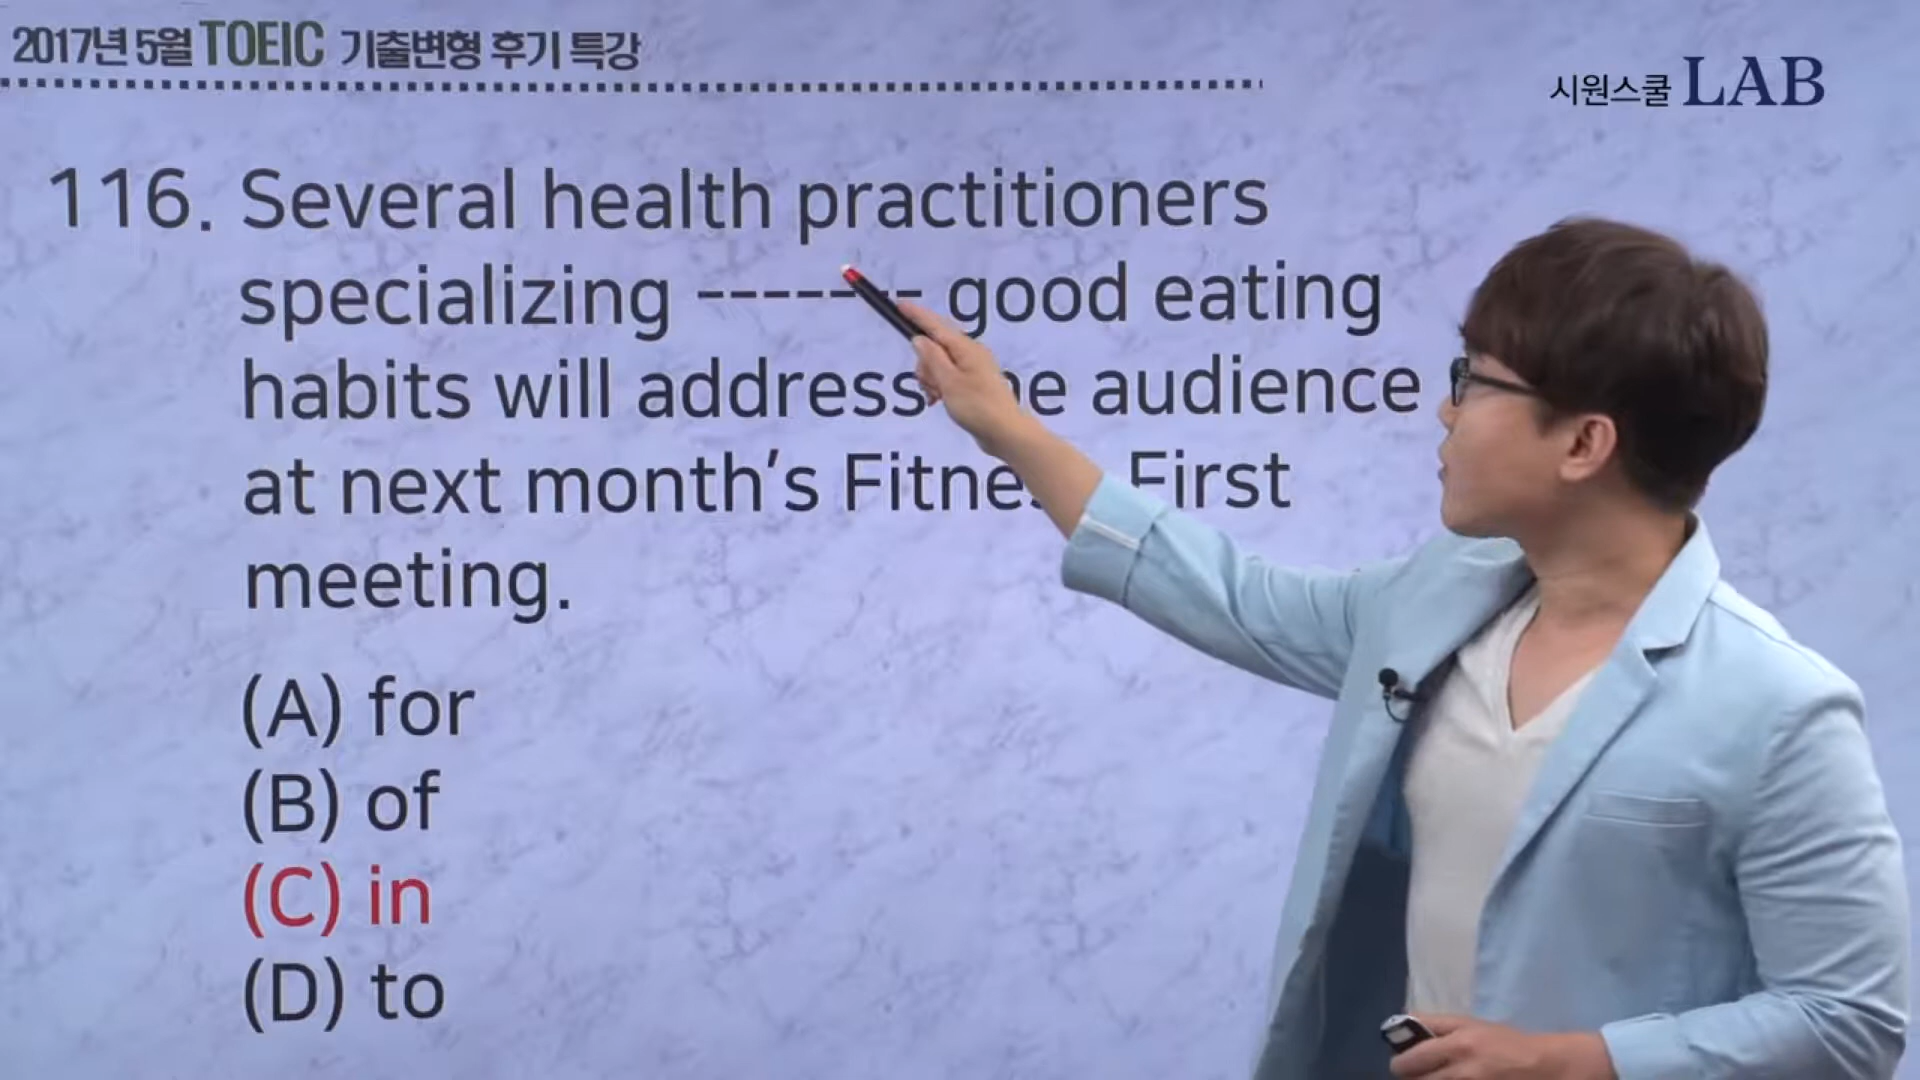 2017년 5월 TOEIC 기출변형 후기 특강
시원스쿨 LAB
116. Several health practitioners
specializing ------- good eating
habits will address audience
at next month's First
meeting.
(A) for
(B) of
(C) in
(D) to